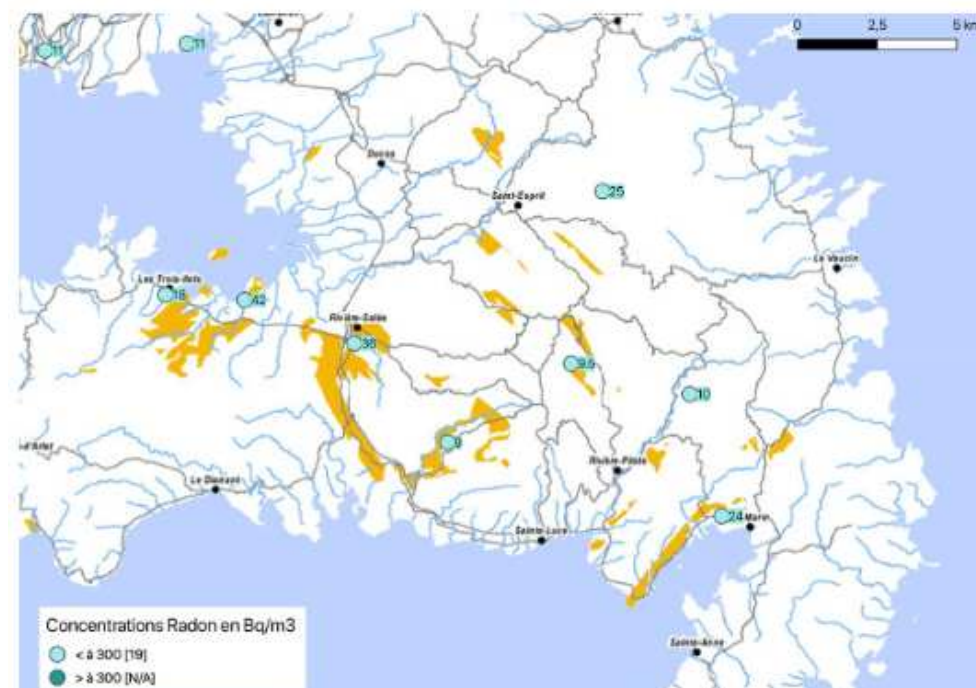 0 2,5 5 km
11
11
Ducos
Saint-Esprit
25
Le Vauclin
Les Trois-Ilets
18
42
Rivière-Salée
36
9.5
10
9
Rivière-Pilote
Le Diamant
24
Marin
Sainte-Luce
Sainte-Anne
Concentrations Radon en Bq/m3
< à 300 [19]
> à 300 [N/A]